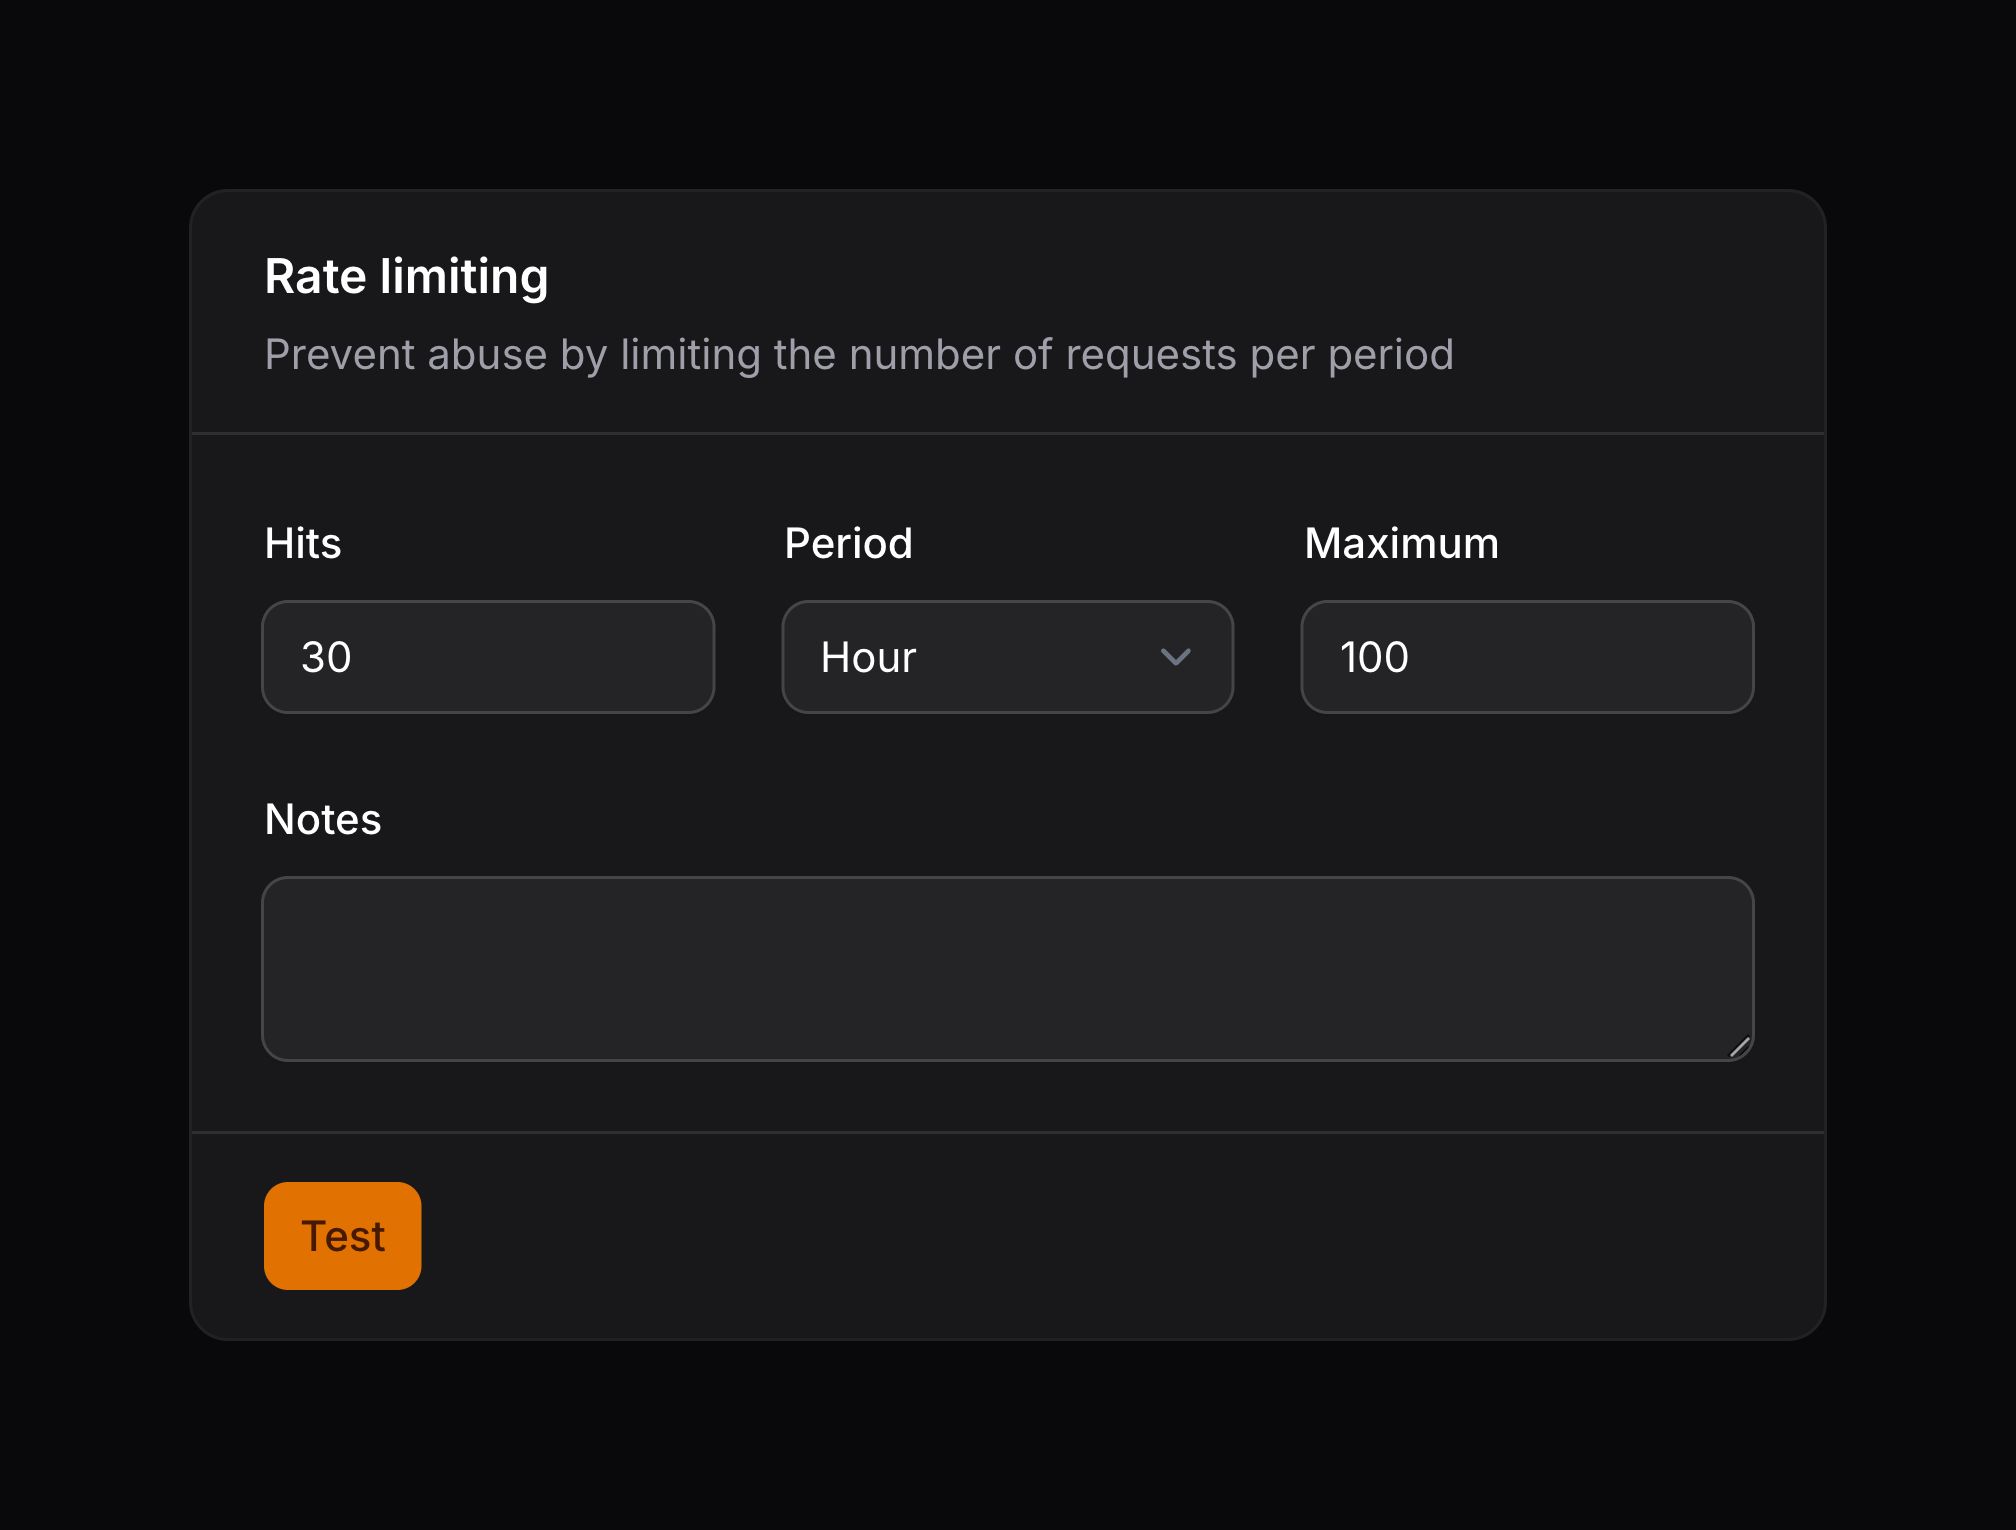 Rate limiting
Prevent abuse by limiting the number of requests per period
Hits
Period
Maximum
30
Hour
100
Notes
Test